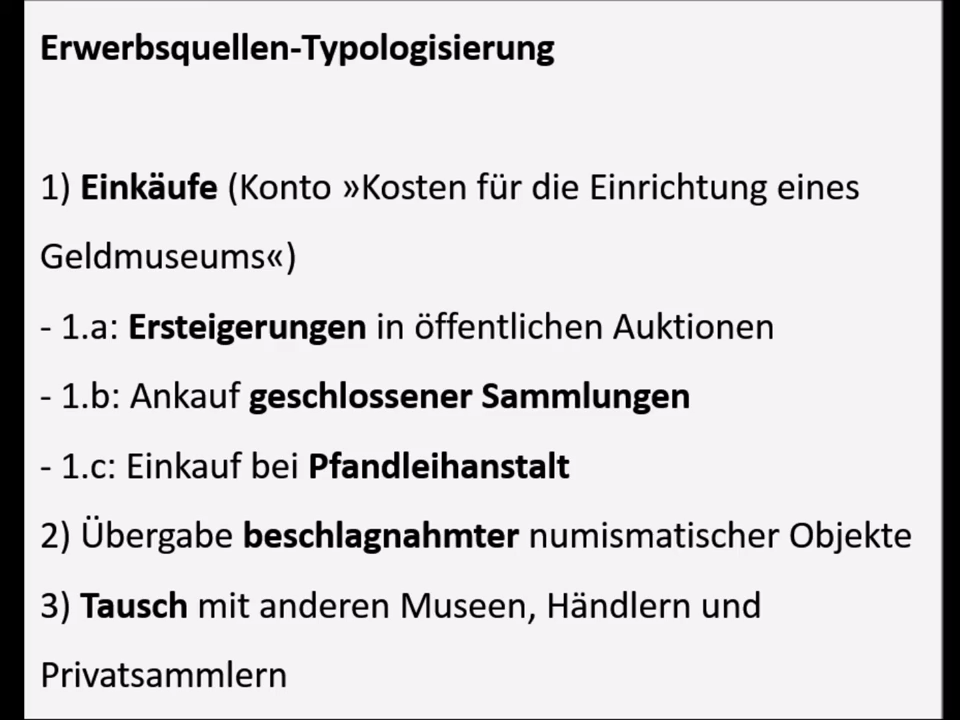 Erwerbsquellen-Typologisierung
1) Einkäufe (Konto »Kosten für die Einrichtung eines
Geldmuseums«)
- 1.a: Ersteigerungen in öffentlichen Auktionen
- 1.b: Ankauf geschlossener Sammlungen
- 1.c: Einkauf bei Pfandleihanstalt
2) Übergabe beschlagnahmter numismatischer Objekte
3) Tausch mit anderen Museen, Händlern und
Privatsammlern